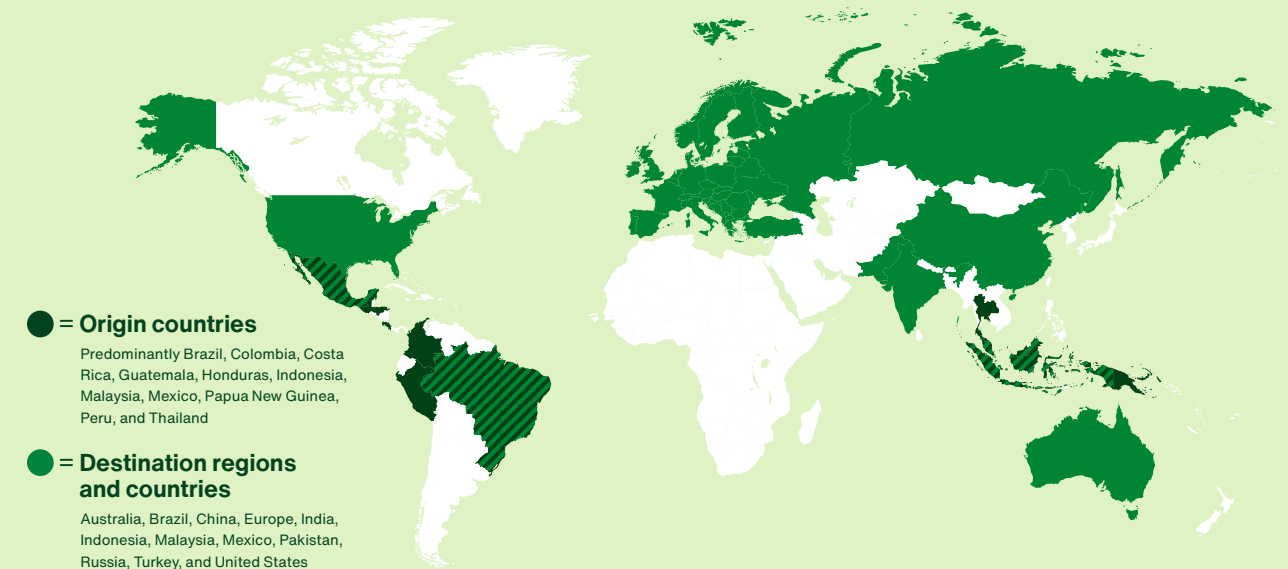 = Origin countries
Predominantly Brazil, Colombia, Costa
Rica, Guatemala, Honduras, Indonesia,
Malaysia, Mexico, Papua New Guinea,
Peru, and Thailand
= Destination regions
and countries
Australia, Brazil, China, Europe, India,
Indonesia, Malaysia, Mexico, Pakistan,
Russia, Turkey, and United States